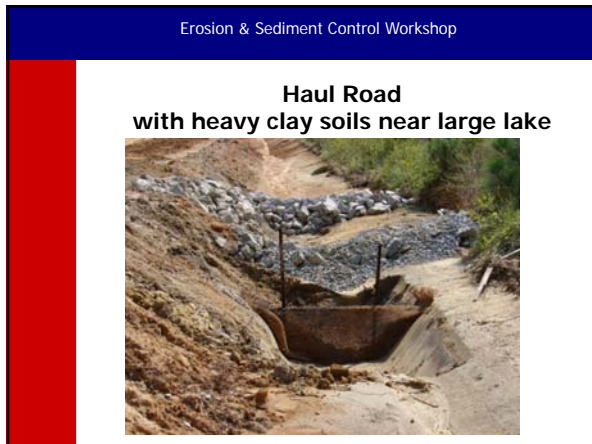 Erosion & Sediment Control Workshop
Haul Road
with heavy clay soils near large lake